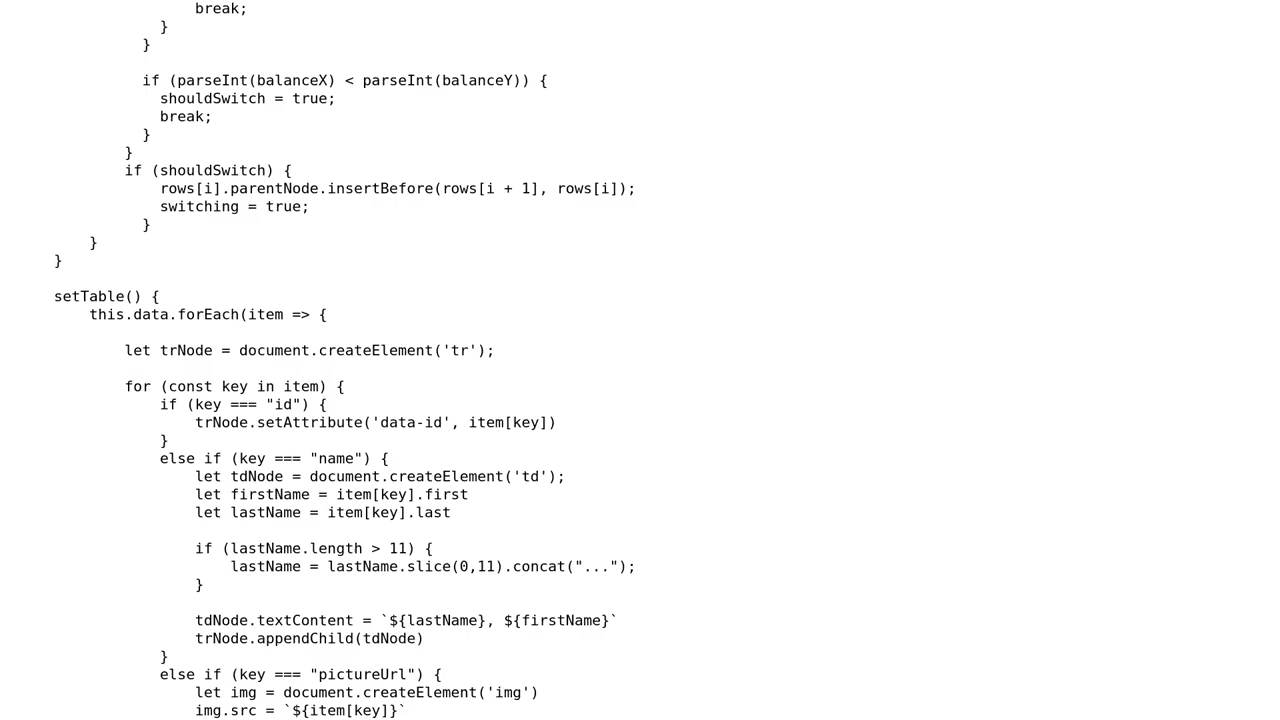 break;
            }
          }

          if (parseInt(balanceX) < parseInt(balanceY)) {
            shouldSwitch = true;
            break;
          }
        }
        if (shouldSwitch) {
            rows[i].parentNode.insertBefore(rows[i + 1], rows[i]);
            switching = true;
          }
    }
}

setTable() {
    this.data.forEach(item => {

        let trNode = document.createElement('tr');

        for (const key in item) {
            if (key === "id") {
                trNode.setAttribute('data-id', item[key])
            }
            else if (key === "name") {
                let tdNode = document.createElement('td');
                let firstName = item[key].first
                let lastName = item[key].last

                if (lastName.length > 11) {
                    lastName = lastName.slice(0,11).concat("...");
                }

                tdNode.textContent = `${lastName}, ${firstName}`
                trNode.appendChild(tdNode)
            }
            else if (key === "pictureUrl") {
                let img = document.createElement('img')
                img.src = `${item[key]}`